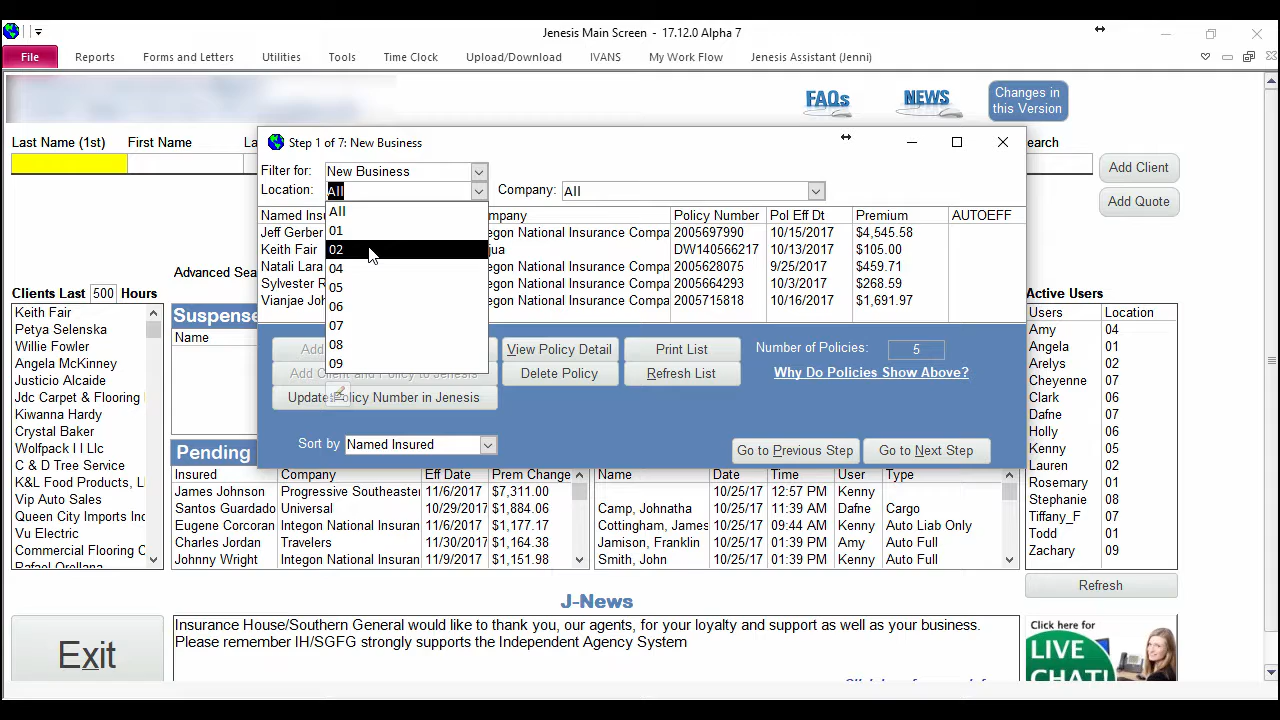 Jenesis Main Screen - 17.12.0 Alpha 7
File Reports Forms and Letters Utilities Tools Time Clock Upload/Download IVANS My Work Flow Jenesis Assistant (Jenni)
FAQs NEWS Changes in
this Version
Last Name (1st) First Name La earch
Add Client
Add Quote
Step 1 of 7: New Business
Filter for: New Business
Location: All Company: All
All
01
02
04
05
06
07
08
09
Named Insu ompany Policy Number Pol Eff Dt Premium AUTOEFF
Jeff Gerber tegon National Insurance Compa 2005697990 10/15/2017 $4,545.58
Keith Fair jua DW140566217 10/13/2017 $105.00
Natali Lara tegon National Insurance Compa 2005628075 9/25/2017 $459.71
Sylvester R tegon National Insurance Compa 2005664293 10/3/2017 $268.59
Vianjae Joh tegon National Insurance Compa 2005715818 10/16/2017 $1,691.97
Add View Policy Detail Print List Number of Policies: 5
Add Client and Policy to Jenesis Delete Policy Refresh List Why Do Policies Show Above?
Update Policy Number in Jenesis
Sort by Named Insured Go to Previous Step Go to Next Step
Advanced Sea
Clients Last 500 Hours
Keith Fair
Petya Selenska
Willie Fowler
Angela McKinney
Justicio Alcaide
Jdc Carpet & Flooring
Kiwanna Hardy
Crystal Baker
Wolfpack I I Llc
C & D Tree Service
K&L Food Products, L
Vip Auto Sales
Queen City Imports Inc
Vu Electric
Commercial Flooring C
Rafael Orellana
Suspense
Name
Pending
Insured Company Eff Date Prem Change
James Johnson Progressive Southeaster 11/6/2017 $7,311.00
Santos Guardado Universal 10/29/2017 $1,884.06
Eugene Corcoran Integon National Insuran 11/6/2017 $1,177.17
Charles Jordan Travelers 11/30/2017 $1,164.38
Johnny Wright Integon National Insuran 11/9/2017 $1,151.98
Name Date Time User Type
10/25/17 12:57 PM Kenny
Camp, Johnatha 10/25/17 11:39 AM Dafne Cargo
Cottingham, James 10/25/17 09:44 AM Kenny Auto Liab Only
Jamison, Franklin 10/25/17 01:39 PM Amy Auto Full
Smith, John 10/25/17 01:39 PM Kenny Auto Full
Active Users
Users Location
Amy 04
Angela 01
Arelys 02
Cheyenne 07
Clark 06
Dafne 07
Holly 06
Kenny 05
Lauren 02
Rosemary 01
Stephanie 08
Tiffany_F 07
Todd 01
Zachary 09
Refresh
J-News
Insurance House/Southern General would like to thank you, our agents, for your loyalty and support as well as your business.
Please remember IH/SGFG strongly supports the Independent Agency System
Exit
Click here for
LIVE
CHAT!